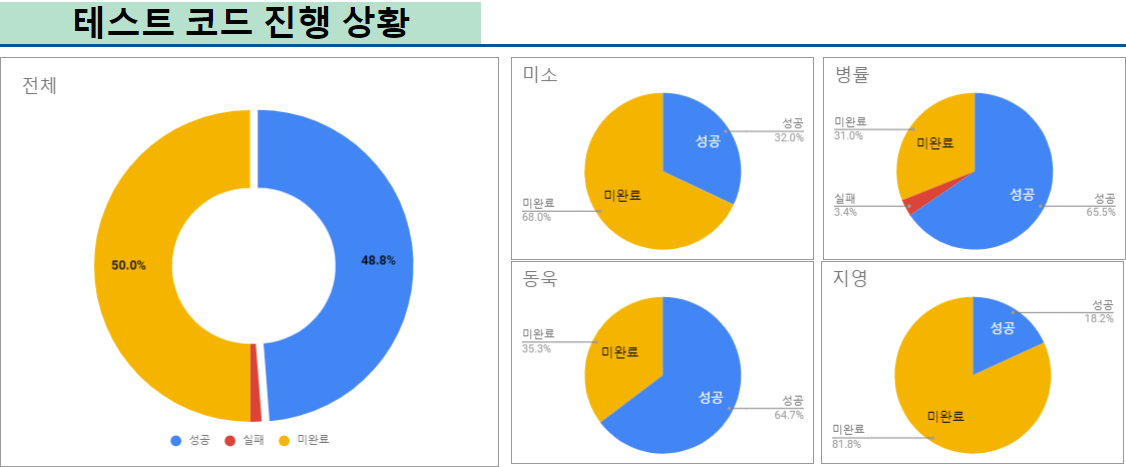 테스트 코드 진행 상황
전체
50.0%
48.8%
성공
실패
미완료
미소
성공
성공
32.0%
미완료
미완료
68.0%
병률
미완료
31.0%
미완료
실패
3.4%
성공
성공
65.5%
동욱
미완료
35.3%
미완료
성공
성공
64.7%
지영
성공
18.2%
성공
미완료
미완료
81.8%